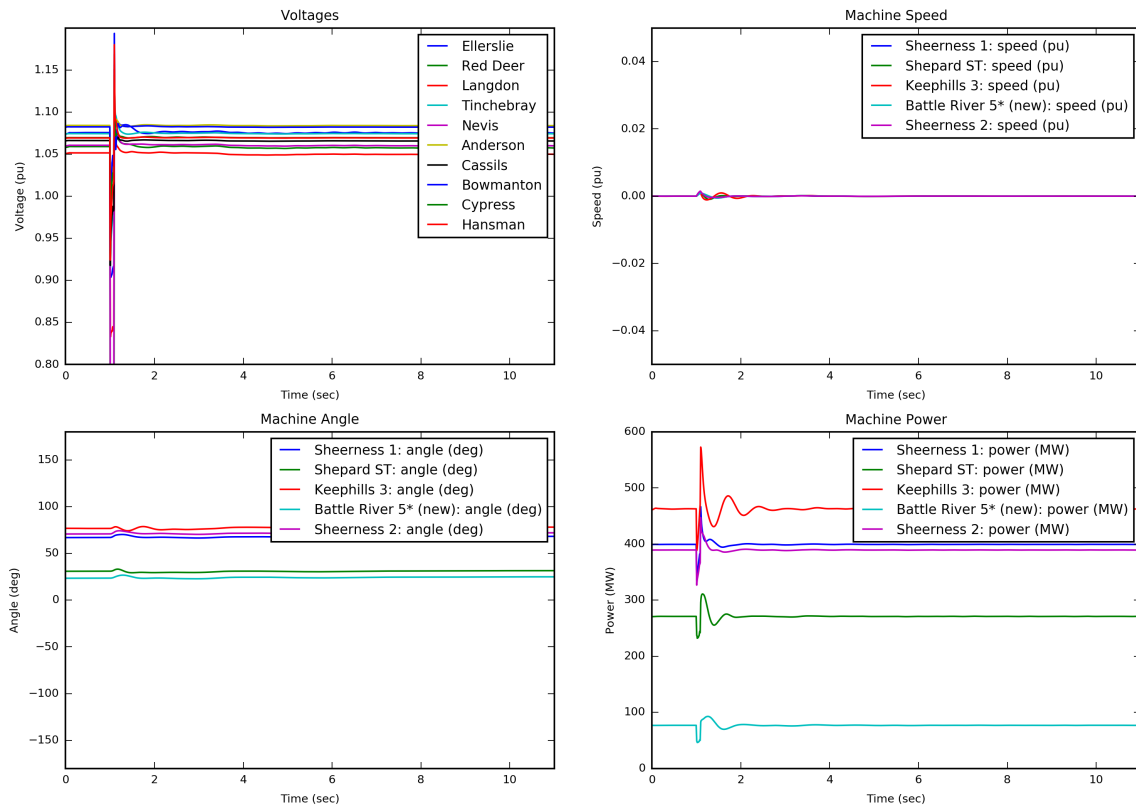 Voltages
1.15
1.10
1.05
1.00
0.95
0.90
0.85
0.80
Voltage (pu)
0
2
4
6
8
10
Time (sec)
Ellerslie
Red Deer
Langdon
Tinchebray
Nevis
Anderson
Cassils
Bowmanton
Cypress
Hansman
Machine Speed
0.04
0.02
0.00
−0.02
−0.04
Speed (pu)
0
2
4
6
8
10
Time (sec)
Sheerness 1: speed (pu)
Shepard ST: speed (pu)
Keephills 3: speed (pu)
Battle River 5* (new): speed (pu)
Sheerness 2: speed (pu)
Machine Angle
150
100
50
0
−50
−100
−150
Angle (deg)
0
2
4
6
8
10
Time (sec)
Sheerness 1: angle (deg)
Shepard ST: angle (deg)
Keephills 3: angle (deg)
Battle River 5* (new): angle (deg)
Sheerness 2: angle (deg)
Machine Power
600
500
400
300
200
100
0
Power (MW)
0
2
4
6
8
10
Time (sec)
Sheerness 1: power (MW)
Shepard ST: power (MW)
Keephills 3: power (MW)
Battle River 5* (new): power (MW)
Sheerness 2: power (MW)